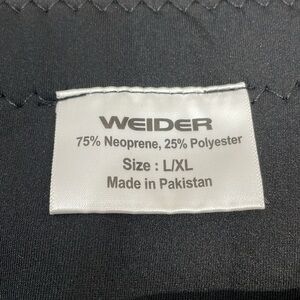 WEIDER
75% Neoprene, 25% Polyester
Size : L/XL
Made in Pakistan